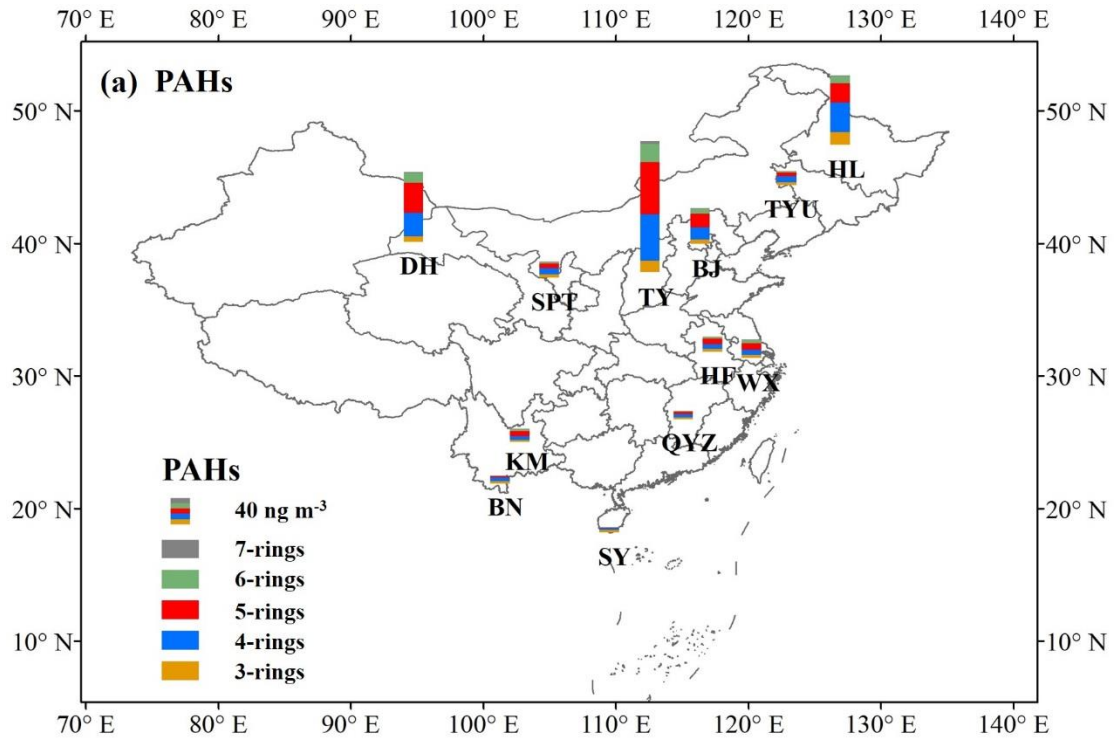 70° E 80° E 90° E 100° E 110° E 120° E 130° E 140° E
(a) PAHs
50° N 50° N
HL
TYU
40° N 40° N
DH
BJ
SPT
TY
30° N 30° N
HF
WX
QYZ
KM
PAHs
BN
20° N 20° N
40 ng m⁻³
SY
7-rings
6-rings
5-rings
10° N 10° N
4-rings
3-rings
70° E 80° E 90° E 100° E 110° E 120° E 130° E 140° E